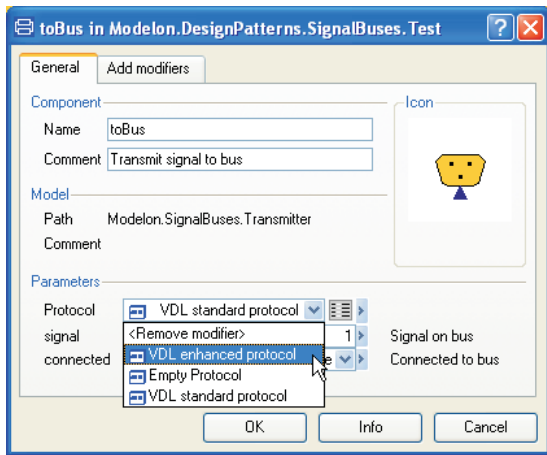 toBus in Modelon.DesignPatterns.SignalBuses.Test
General Add modifiers
Component
Icon
Name toBus
Comment Transmit signal to bus
Model
Path Modelon.SignalBuses.Transmitter
Comment
Parameters
Protocol VDL standard protocol
signal 1 Signal on bus
connected e Connected to bus
<Remove modifier>
VDL enhanced protocol
Empty Protocol
VDL standard protocol
OK Info Cancel